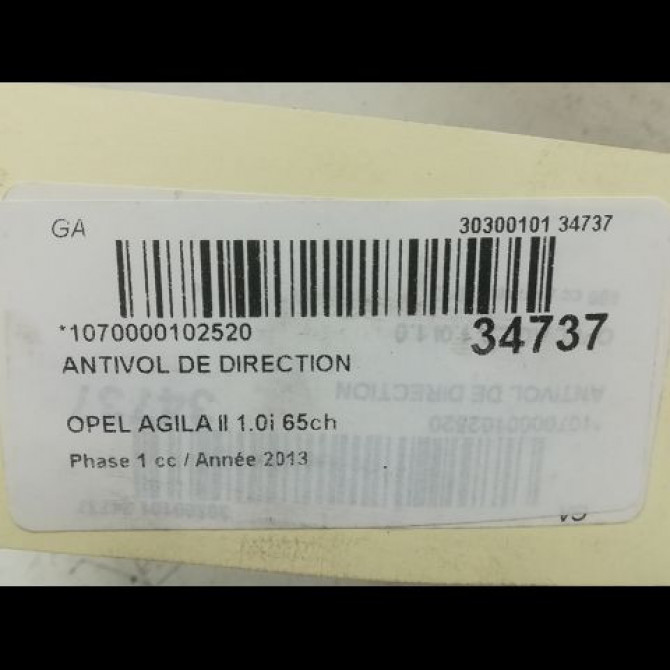 GA 30300101 34737
*1070000102520 34737
ANTIVOL DE DIRECTION
OPEL AGILA II 1.0i 65ch
Phase 1 cc / Année 2013